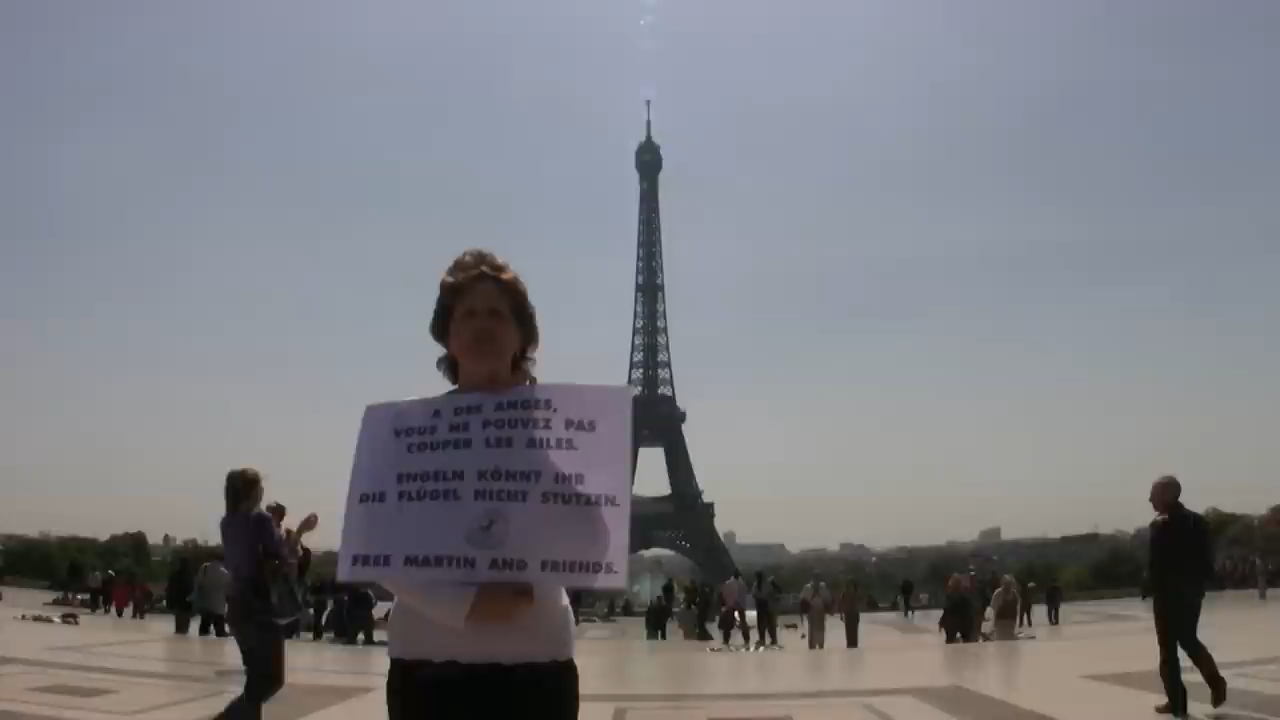 A DES ANGES,
VOUS NE POUVEZ PAS
COUPER LES AILES.
ENGELN KÖNNT IHR
DIE FLÜGEL NICHT STUTZEN.
FREE MARTIN AND FRIENDS.